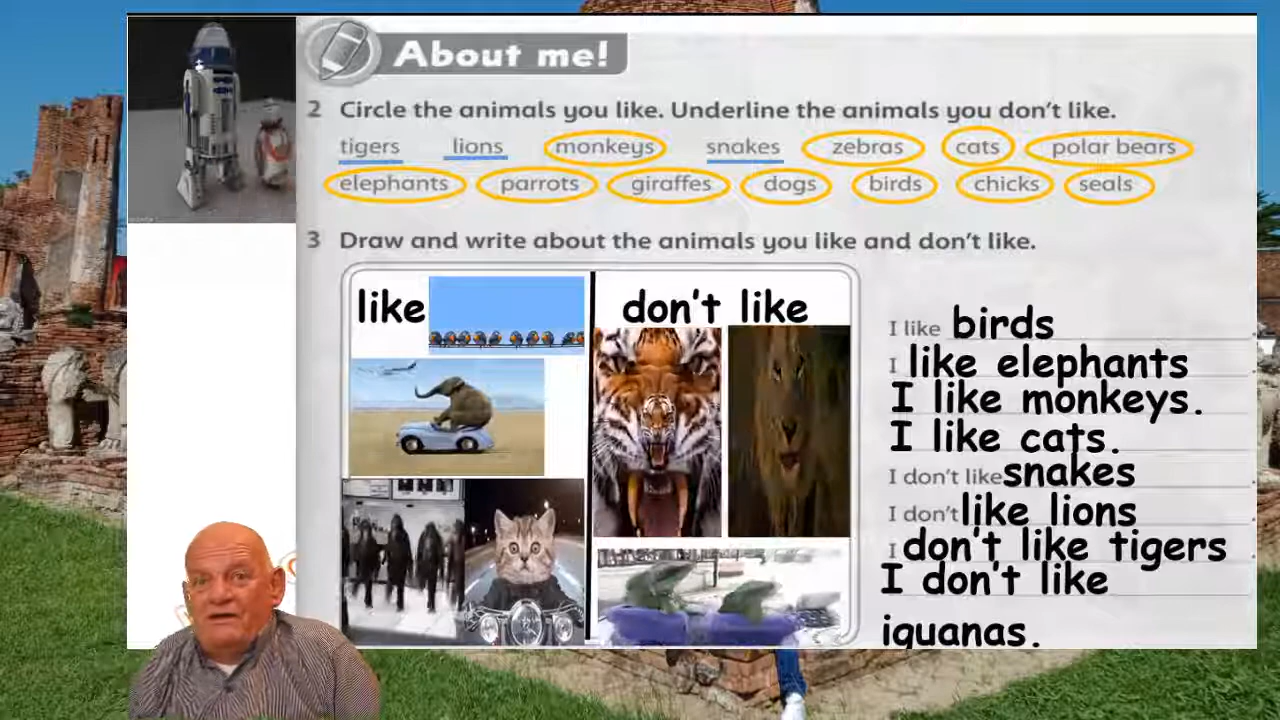 About me!
2 Circle the animals you like. Underline the animals you don't like.
tigers lions monkeys snakes zebras cats polar bears
elephants parrots giraffes dogs birds chicks seals
3 Draw and write about the animals you like and don't like.
like
don't like
I like birds.
I like elephants.
I like monkeys.
I like cats.
I don't like snakes.
I don't like lions
I don't like tigers.
I don't like
iguanas.